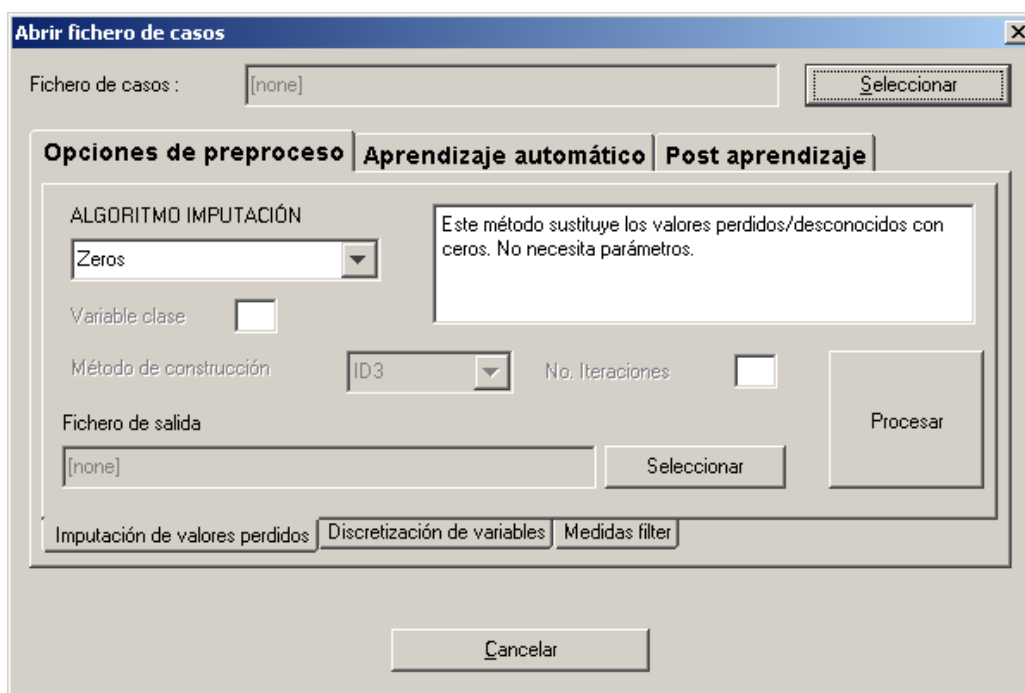 Abrir fichero de casos
Fichero de casos :
[none]
Seleccionar
Opciones de preproceso
Aprendizaje automático
Post aprendizaje
ALGORITMO IMPUTACIÓN
Zeros
Este método sustituye los valores perdidos/desconocidos con
ceros. No necesita parámetros.
Variable clase
Método de construcción
ID3
No. Iteraciones
Procesar
Fichero de salida
[none]
Seleccionar
Imputación de valores perdidos
Discretización de variables
Medidas filter
Cancelar